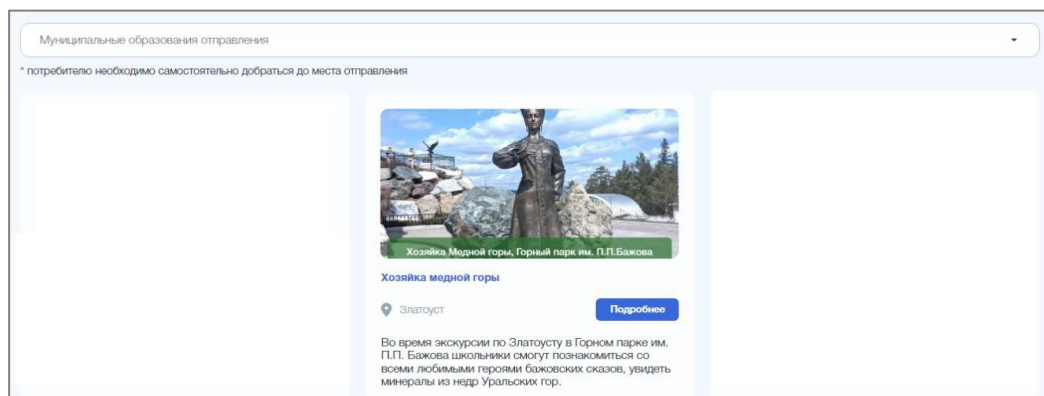 Муниципальные образования отправления
* потребителю необходимо самостоятельно добраться до места отправления
Хозяйка Медной горы, Горный парк им. П.П.Бажова
Хозяйка медной горы
Златоуст
Подробнее
Во время экскурсии по Златоусту в Горном парке им.
П.П. Бажова школьники смогут познакомиться со
всеми любимыми героями бажовских сказов, увидеть
минералы из недр Уральских гор.